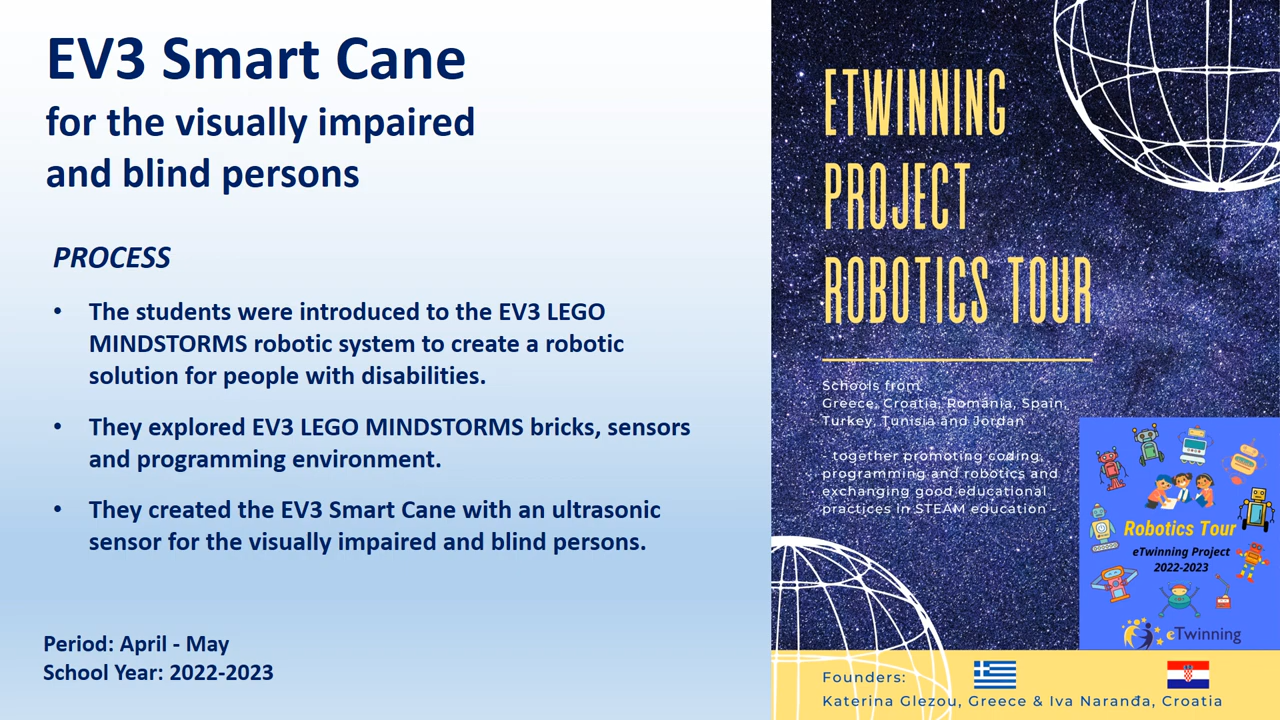 EV3 Smart Cane
for the visually impaired
and blind persons
PROCESS
• The students were introduced to the EV3 LEGO
MINDSTORMS robotic system to create a robotic
solution for people with disabilities.
• They explored EV3 LEGO MINDSTORMS bricks, sensors
and programming environment.
• They created the EV3 Smart Cane with an ultrasonic
sensor for the visually impaired and blind persons.
Period: April - May
School Year: 2022-2023
ETWINNING
PROJECT
ROBOTICS TOUR
Schools from:
Greece, Croatia, Romania, Spain,
Turkey, Tunisia and Jordan
- together promoting coding,
programming and robotics and
exchanging good educational
practices in STEAM education -
Robotics Tour
eTwinning Project
2022-2023
eTwinning
Founders:
Katerina Glezou, Greece & Iva Naranđa, Croatia